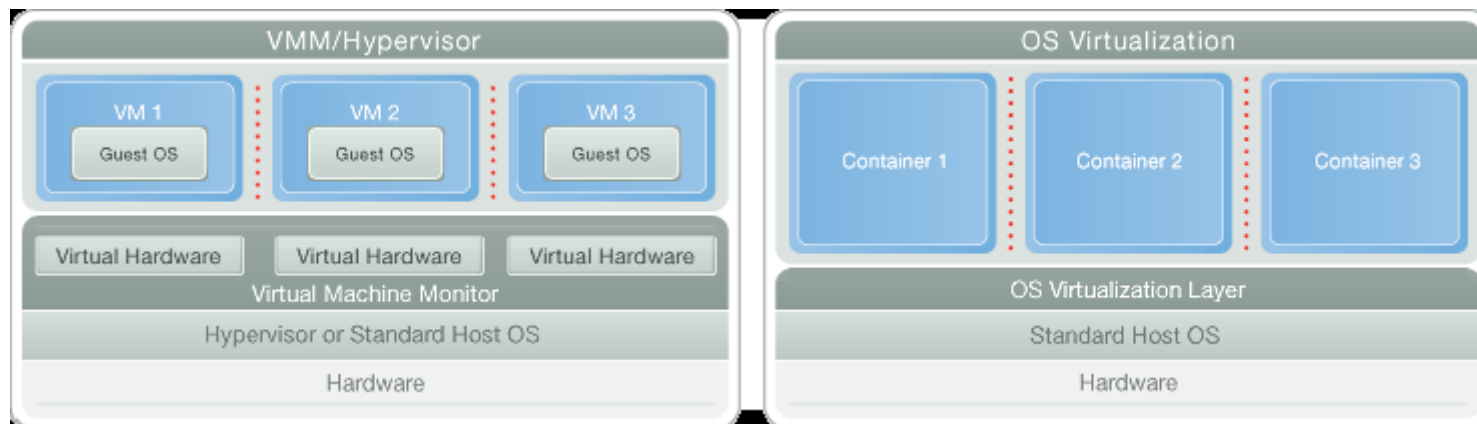 VMM/Hypervisor
VM 1
Guest OS
VM 2
Guest OS
VM 3
Guest OS
Virtual Hardware
Virtual Hardware
Virtual Hardware
Virtual Machine Monitor
Hypervisor or Standard Host OS
Hardware
OS Virtualization
Container 1
Container 2
Container 3
OS Virtualization Layer
Standard Host OS
Hardware